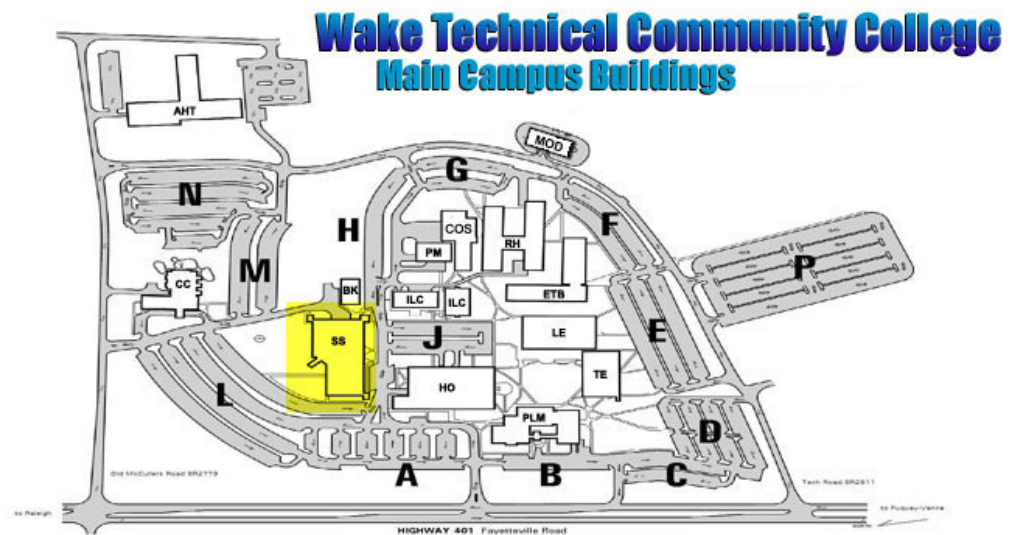 Wake Technical Community College
Main Campus Buildings
AHT
MOD
G
N
F
H
COS
RH
PM
P
M
CC
BK
ILC
ILC
ETB
E
J
LE
SS
TE
HO
L
PLM
D
A
B
C
Old McCullers Road SR2779
Tech Road SR2811
to Raleigh
to Fuquay-Varina
HIGHWAY 401 Fayetteville Road